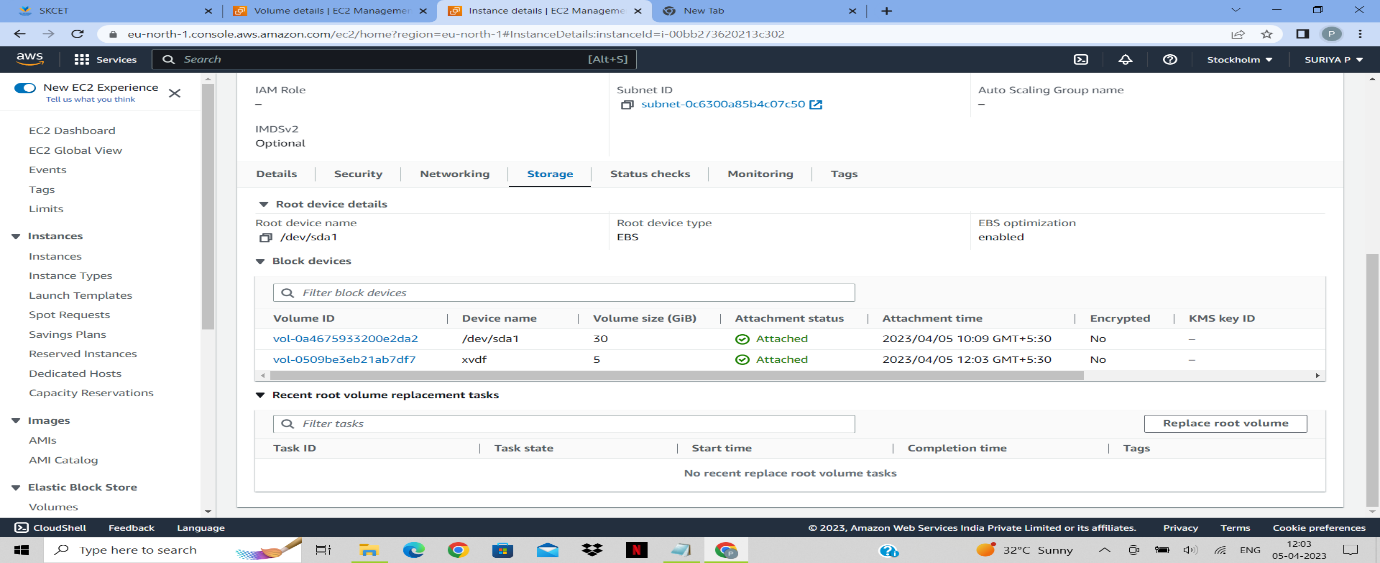 SKCET
Volume details | EC2 Managemen
Instance details | EC2 Manageme
New Tab
eu-north-1.console.aws.amazon.com/ec2/home?region=eu-north-1#InstanceDetails:instanceId=i-00bb273620213c302
P
aws
Services
Search
[Alt+S]
Stockholm
SURIYA P
New EC2 Experience
Tell us what you think
EC2 Dashboard
EC2 Global View
Events
Tags
Limits
Instances
Instances
Instance Types
Launch Templates
Spot Requests
Savings Plans
Reserved Instances
Dedicated Hosts
Capacity Reservations
Images
AMIs
AMI Catalog
Elastic Block Store
Volumes
IAM Role
–
Subnet ID
subnet-0c6300a85b4c07c50
Auto Scaling Group name
–
IMDSv2
Optional
Details Security Networking Storage Status checks Monitoring Tags
Root device details
Root device name
/dev/sda1
Root device type
EBS
EBS optimization
enabled
Block devices
Filter block devices
Volume ID Device name Volume size (GiB) Attachment status Attachment time Encrypted KMS key ID
vol-0a4675933200e2da2 /dev/sda1 30 Attached 2023/04/05 10:09 GMT+5:30 No –
vol-0509be3eb21ab7df7 xvdf 5 Attached 2023/04/05 12:03 GMT+5:30 No –
Recent root volume replacement tasks
Filter tasks
Replace root volume
Task ID Task state Start time Completion time Tags
No recent replace root volume tasks
CloudShell Feedback Language © 2023, Amazon Web Services India Private Limited or its affiliates. Privacy Terms Cookie preferences
Type here to search
N
P
32°C Sunny
ENG
12:03
05-04-2023